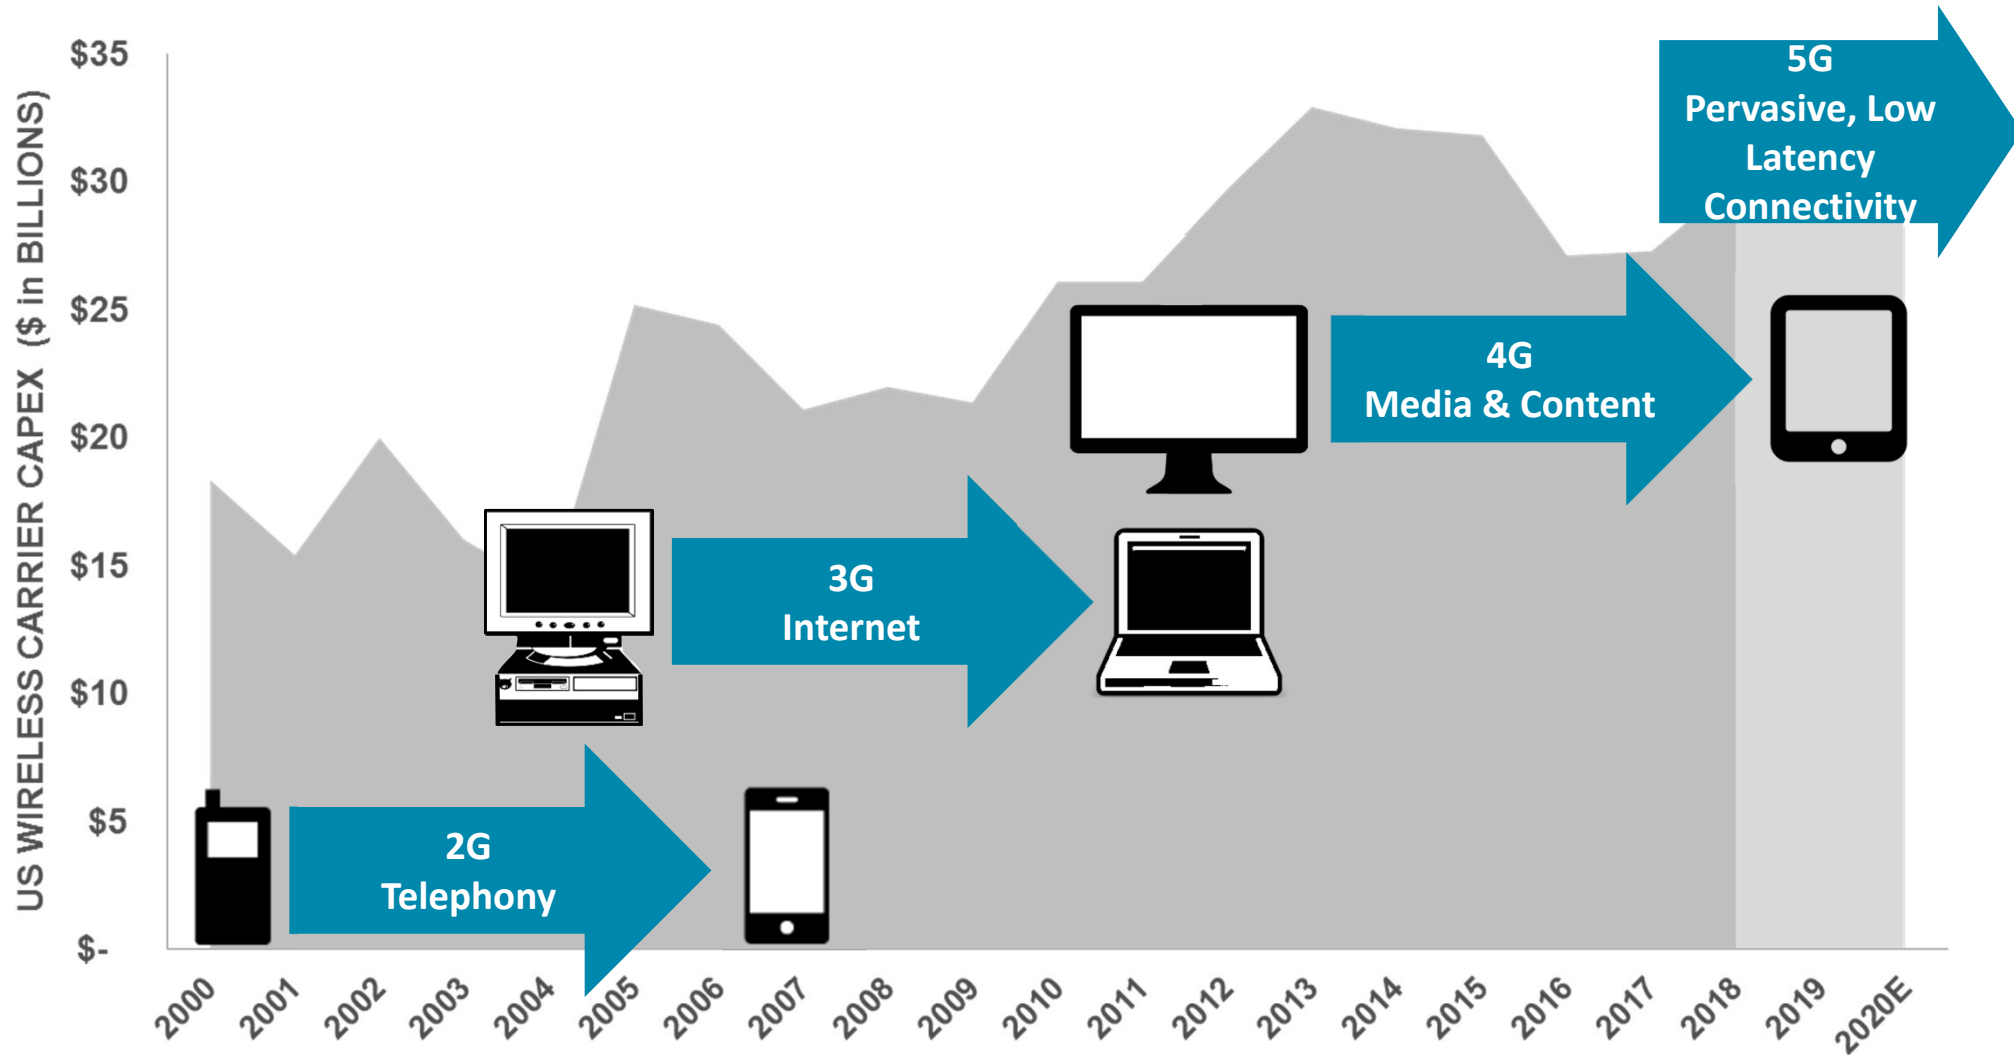 US WIRELESS CARRIER CAPEX ($ in BILLIONS)
$35
$30
$25
$20
$15
$10
$5
$-
5G
Pervasive, Low
Latency
Connectivity
4G
Media & Content
3G
Internet
2G
Telephony
2000
2001
2002
2003
2004
2005
2006
2007
2008
2009
2010
2011
2012
2013
2014
2015
2016
2017
2018
2019
2020E